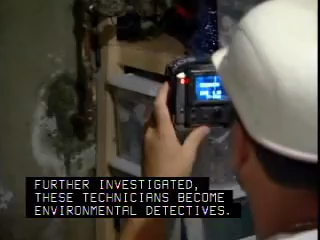 FURTHER INVESTIGATED,
THESE TECHNICIANS BECOME
ENVIRONMENTAL DETECTIVES.